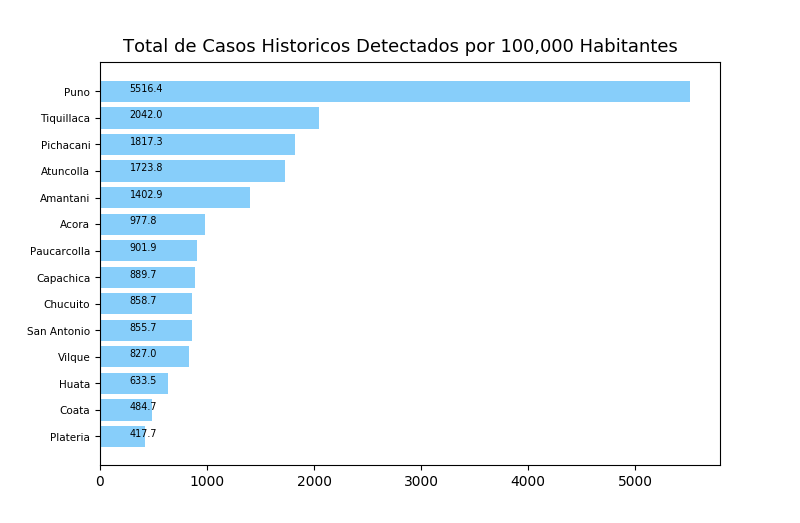 Total de Casos Historicos Detectados por 100,000 Habitantes
Puno 5516.4
Tiquillaca 2042.0
Pichacani 1817.3
Atuncolla 1723.8
Amantani 1402.9
Acora 977.8
Paucarcolla 901.9
Capachica 889.7
Chucuito 858.7
San Antonio 855.7
Vilque 827.0
Huata 633.5
Coata 484.7
Plateria 417.7
0 1000 2000 3000 4000 5000